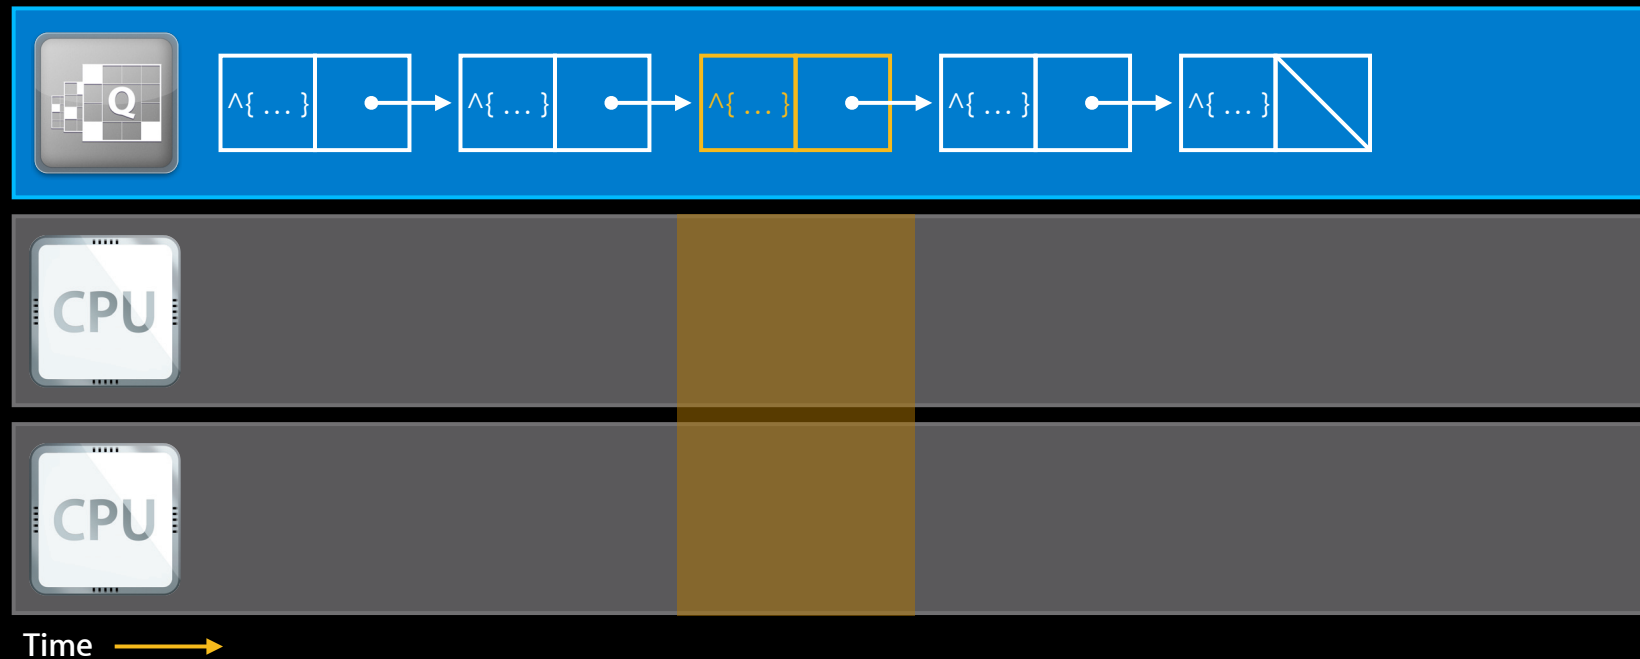 Q
^{ ... } ^{ ... } ^{ ... } ^{ ... } ^{ ... }
CPU
CPU
Time